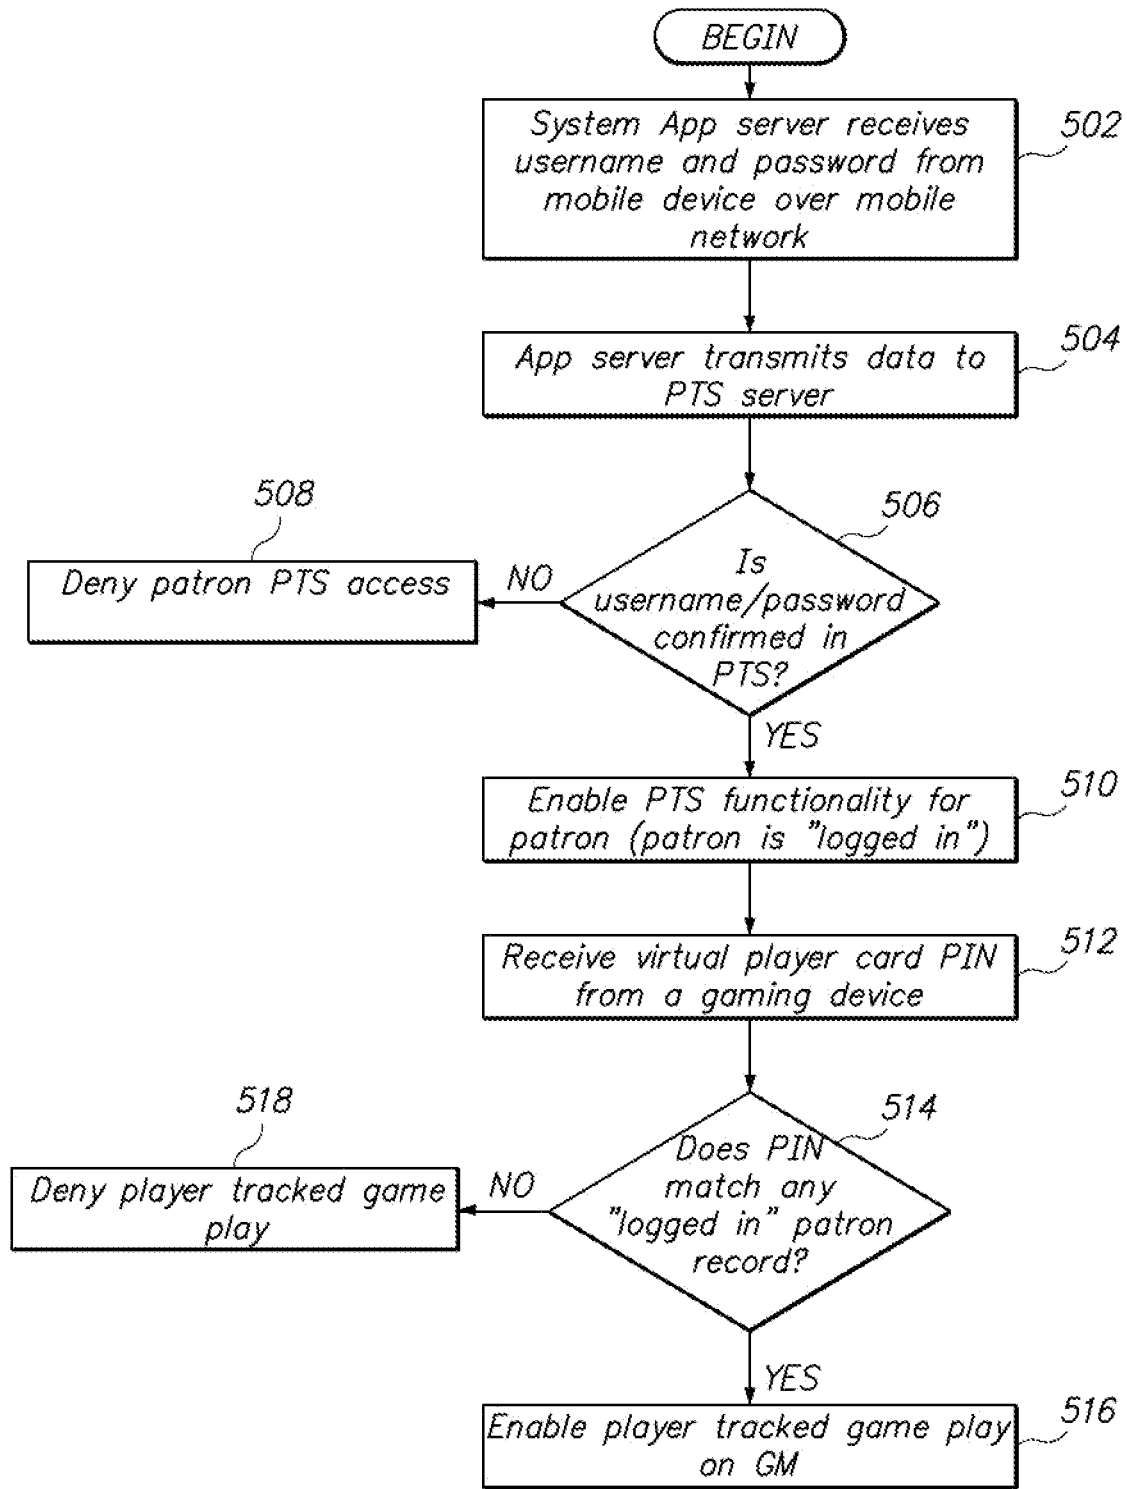 BEGIN
System App server receives
username and password from
mobile device over mobile
network
502
App server transmits data to
PTS server
504
Is
username/password
confirmed in
PTS?
506
NO
508
Deny patron PTS access
YES
Enable PTS functionality for
patron (patron is "logged in")
510
Receive virtual player card PIN
from a gaming device
512
Does PIN
match any
"logged in" patron
record?
514
NO
518
Deny player tracked game
play
YES
Enable player tracked game play
on GM
516